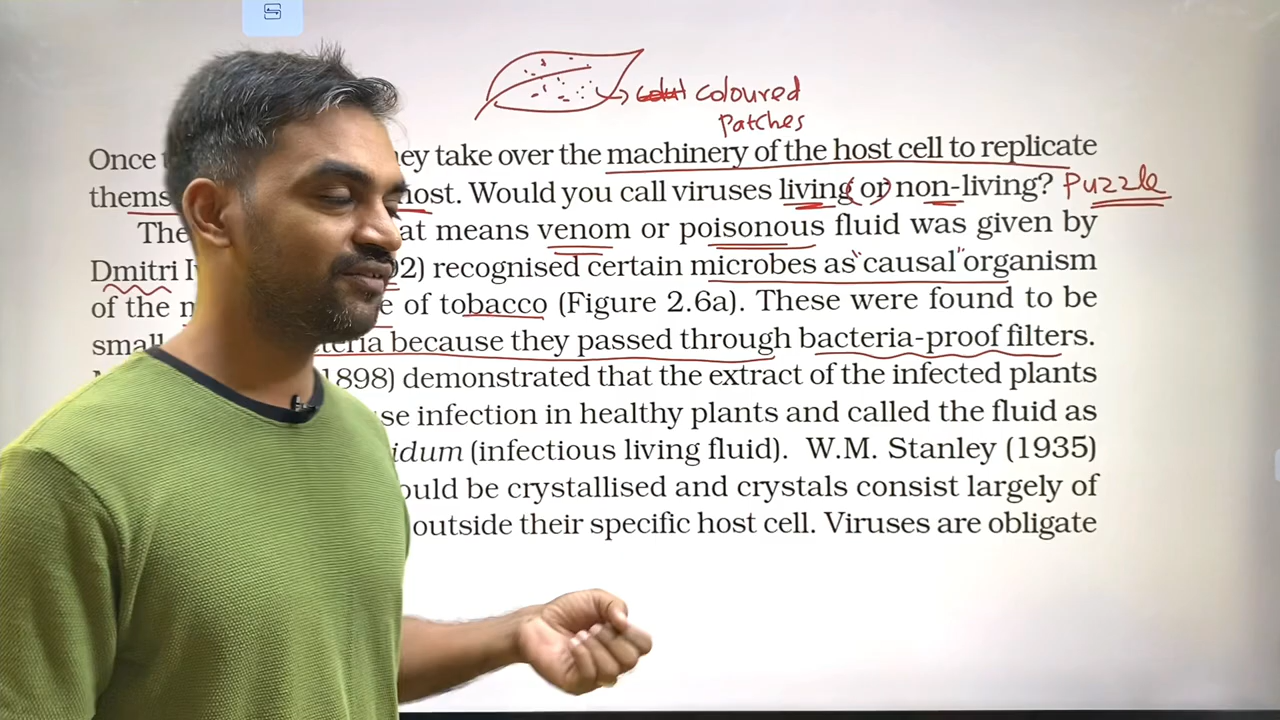 coloured
patches
Once ey take over the machinery of the host cell to replicate
thems host. Would you call viruses living (or) non-living? Puzzle
The at means venom or poisonous fluid was given by
Dmitri I 02) recognised certain microbes as "causal" organism
of the m e of tobacco (Figure 2.6a). These were found to be
small teria because they passed through bacteria-proof filters.
1898) demonstrated that the extract of the infected plants
se infection in healthy plants and called the fluid as
idum (infectious living fluid). W.M. Stanley (1935)
ould be crystallised and crystals consist largely of
outside their specific host cell. Viruses are obligate